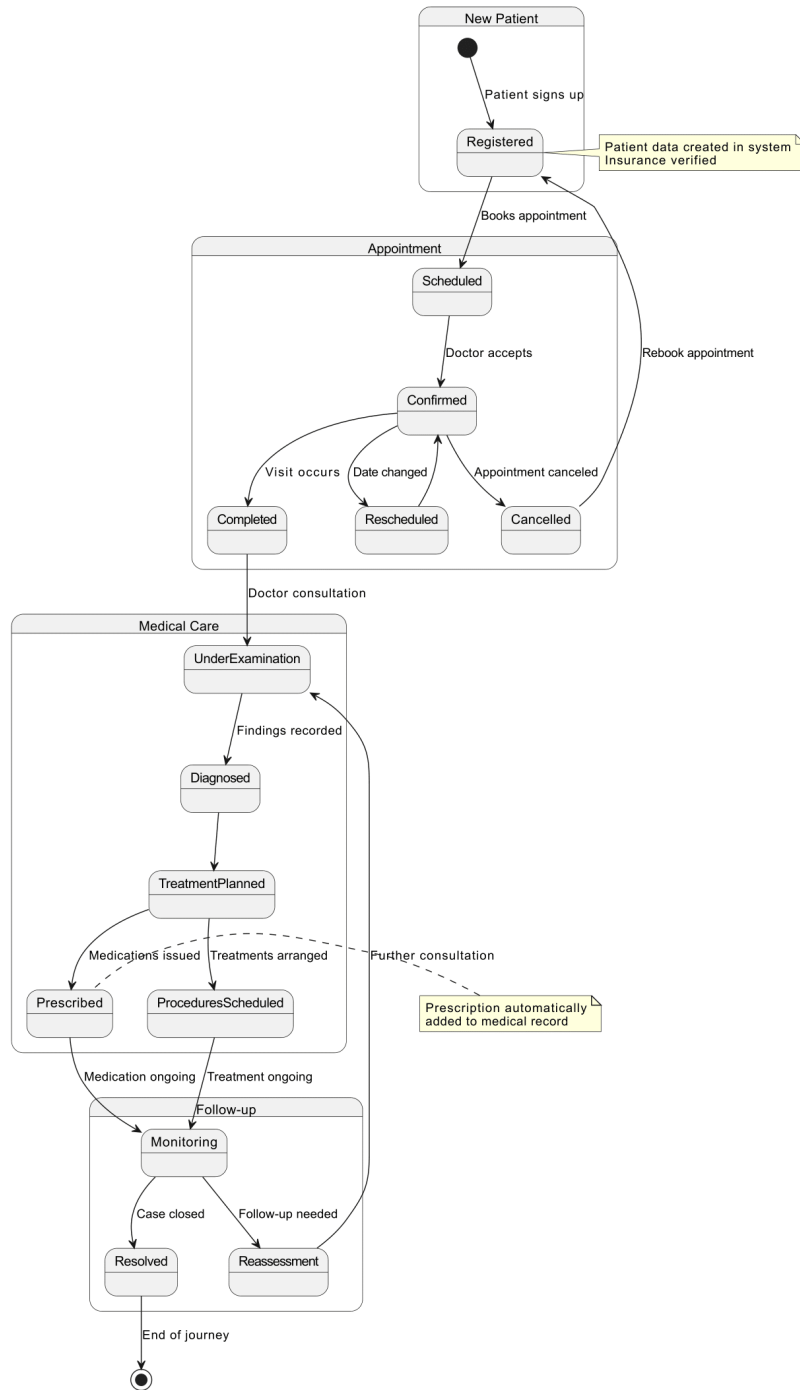 New Patient
Patient signs up
Registered
Patient data created in system
Insurance verified
Books appointment
Appointment
Scheduled
Doctor accepts
Rebook appointment
Confirmed
Visit occurs
Date changed
Appointment canceled
Completed
Rescheduled
Cancelled
Doctor consultation
Medical Care
UnderExamination
Findings recorded
Diagnosed
TreatmentPlanned
Medications issued
Treatments arranged
Further consultation
Prescribed
ProceduresScheduled
Prescription automatically
added to medical record
Medication ongoing
Treatment ongoing
Follow-up
Monitoring
Case closed
Follow-up needed
Resolved
Reassessment
End of journey